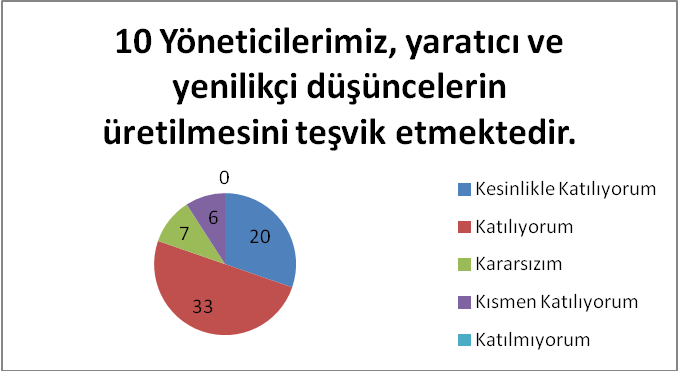 10 Yöneticilerimiz, yaratıcı ve
yenilikçi düşüncelerin
üretilmesini teşvik etmektedir.
0
6
7
20
33
Kesinlikle Katılıyorum
Katılıyorum
Kararsızım
Kısmen Katılıyorum
Katılmıyorum